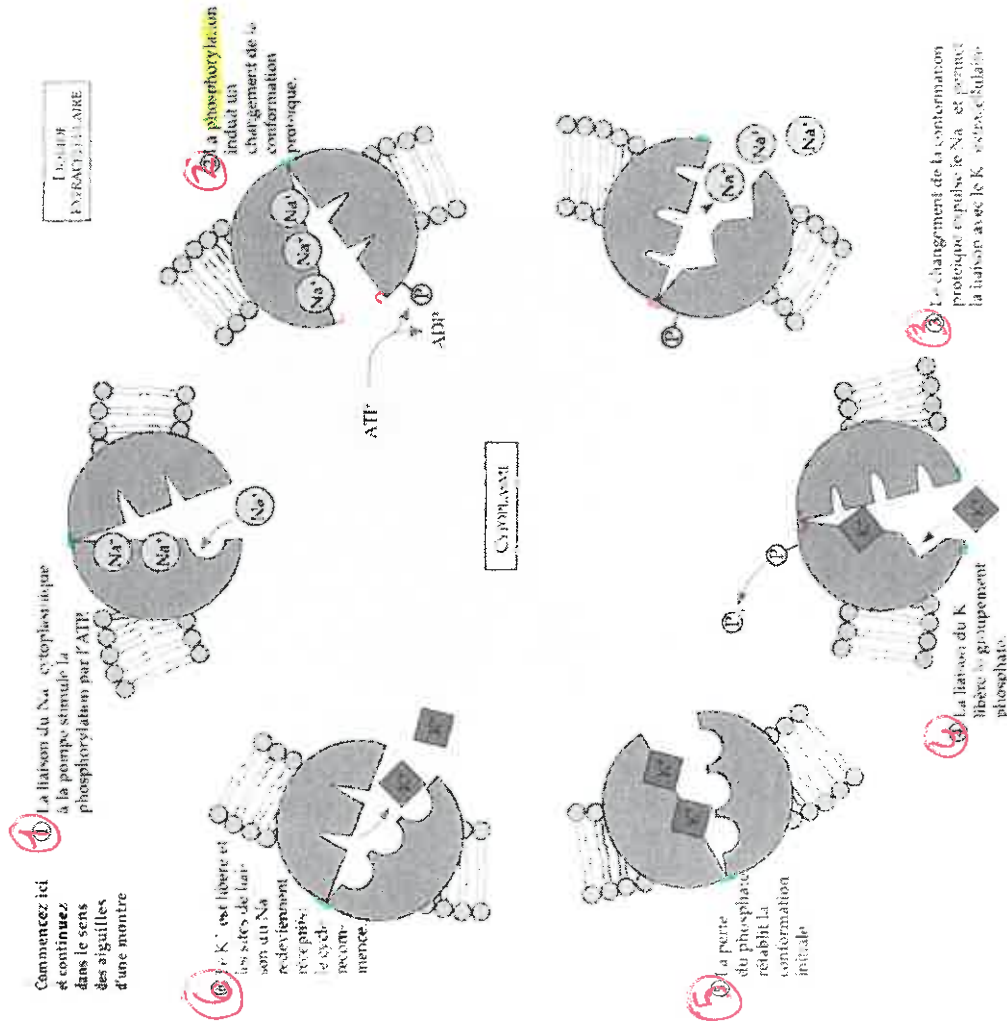 Commencez ici
et continuez
dans le sens
des aiguilles
d'une montre
1
① La liaison du Na cytoplasmique
à la pompe stimule la
phosphorylation par l'ATP.
Na⁺
Na⁺
Na⁺
2
La phosphorylation
induit un
changement de la
conformation
protéique.
LIQUIDE
EXTRACELLULAIRE
Na⁺
Na⁺
Na⁺
ATP
ADP
P
CYTOPLASME
3
③ Le changement de la conformation
protéique expulse le Na et permet
la liaison avec le K extracellulaire
P
Na⁺
Na⁺
Na⁺
4
La liaison du K
libère le groupement
phosphate.
P
P
K⁺
K⁺
5
La perte
du phosphate
rétablit la
conformation
initiale
K⁺
K⁺
6
Le K⁺ est libéré et
les sites de liai-
son du Na
redeviennent
réceptifs;
le cycle
recom-
mence.
K⁺
K⁺